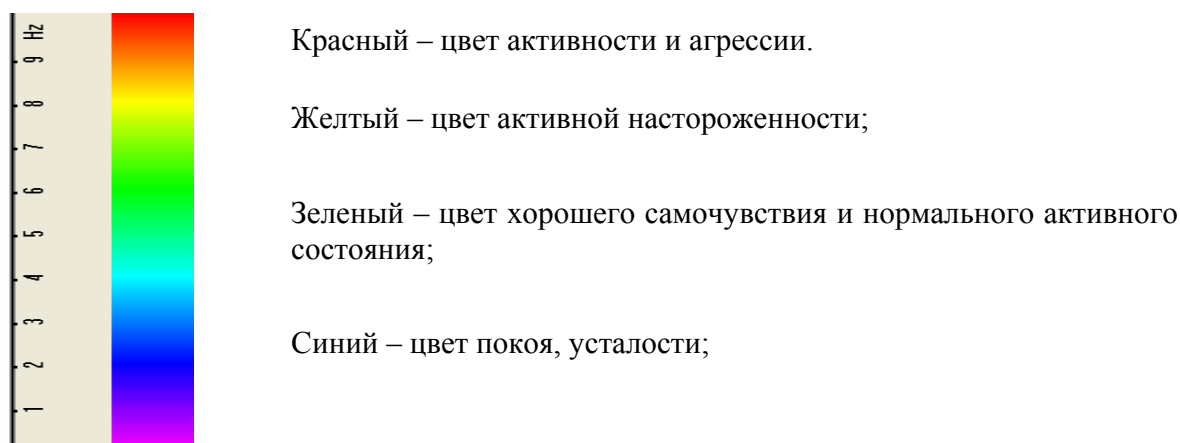 Hz
Красный – цвет активности и агрессии.
9
8
Желтый – цвет активной настороженности;
7
6
Зеленый – цвет хорошего самочувствия и нормального активного
5
состояния;
4
3
Синий – цвет покоя, усталости;
2
1